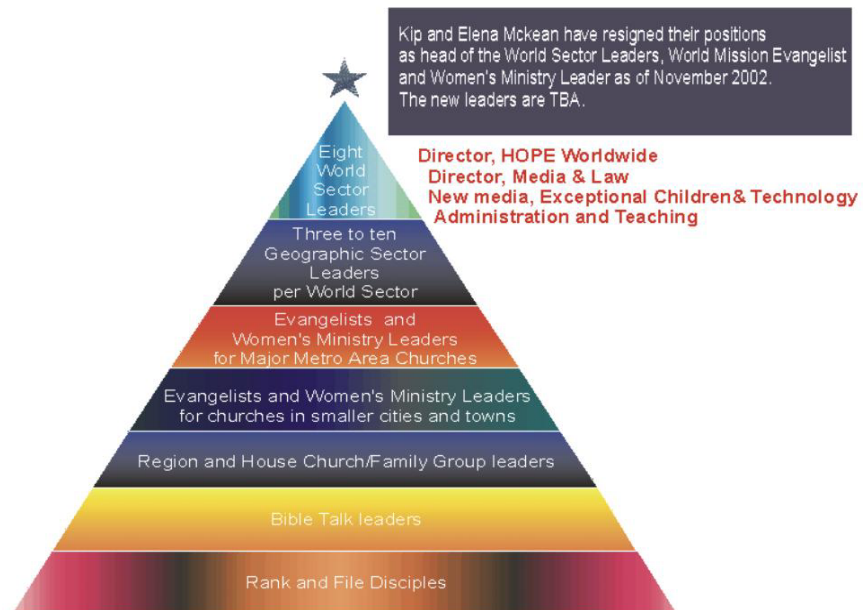 Kip and Elena Mckean have resigned their positions
as head of the World Sector Leaders, World Mission Evangelist
and Women's Ministry Leader as of November 2002.
The new leaders are TBA.
Eight
World
Sector
Leaders
Director, HOPE Worldwide
Director, Media & Law
New media, Exceptional Children& Technology
Administration and Teaching
Three to ten
Geographic Sector
Leaders
per World Sector
Evangelists and
Women's Ministry Leaders
for Major Metro Area Churches
Evangelists and Women's Ministry Leaders
for churches in smaller cities and towns
Region and House Church/Family Group leaders
Bible Talk leaders
Rank and File Disciples